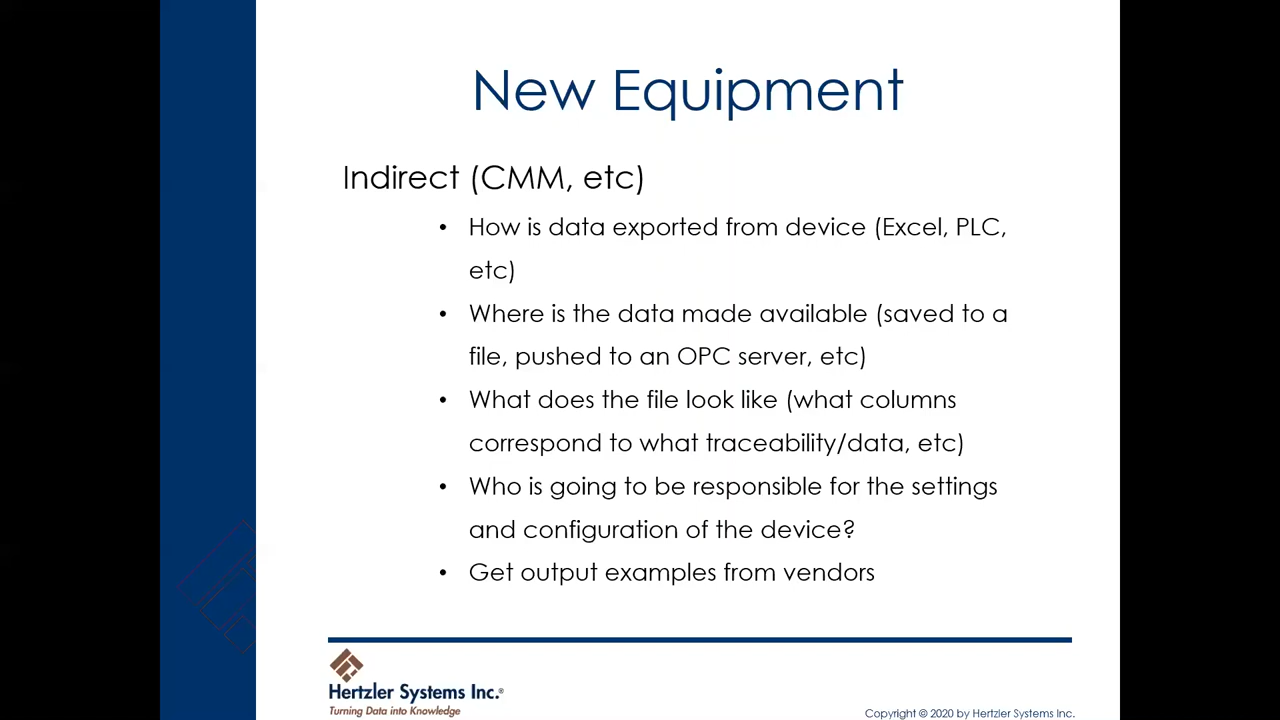 New Equipment
Indirect (CMM, etc)
• How is data exported from device (Excel, PLC,
etc)
• Where is the data made available (saved to a
file, pushed to an OPC server, etc)
• What does the file look like (what columns
correspond to what traceability/data, etc)
• Who is going to be responsible for the settings
and configuration of the device?
• Get output examples from vendors
Hertzler Systems Inc.®
Turning Data into Knowledge
Copyright © 2020 by Hertzler Systems Inc.